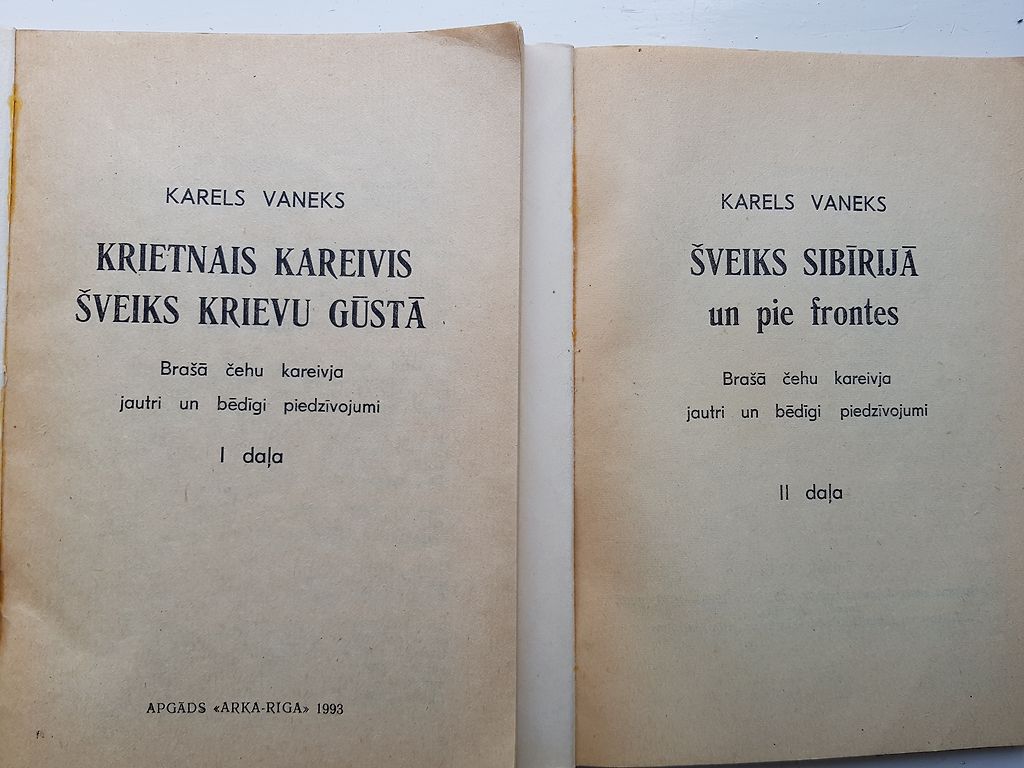 KARELS VANEKS
KRIETNAIS KAREIVIS
ŠVEIKS KRIEVU GŪSTĀ
Brašā čehu kareivja
jautri un bēdīgi piedzīvojumi
I daļa
APGĀDS «ARKA-RIGA» 1993
KARELS VANEKS
ŠVEIKS SIBĪRIJĀ
un pie frontes
Brašā čehu kareivja
jautri un bēdīgi piedzīvojumi
II daļa